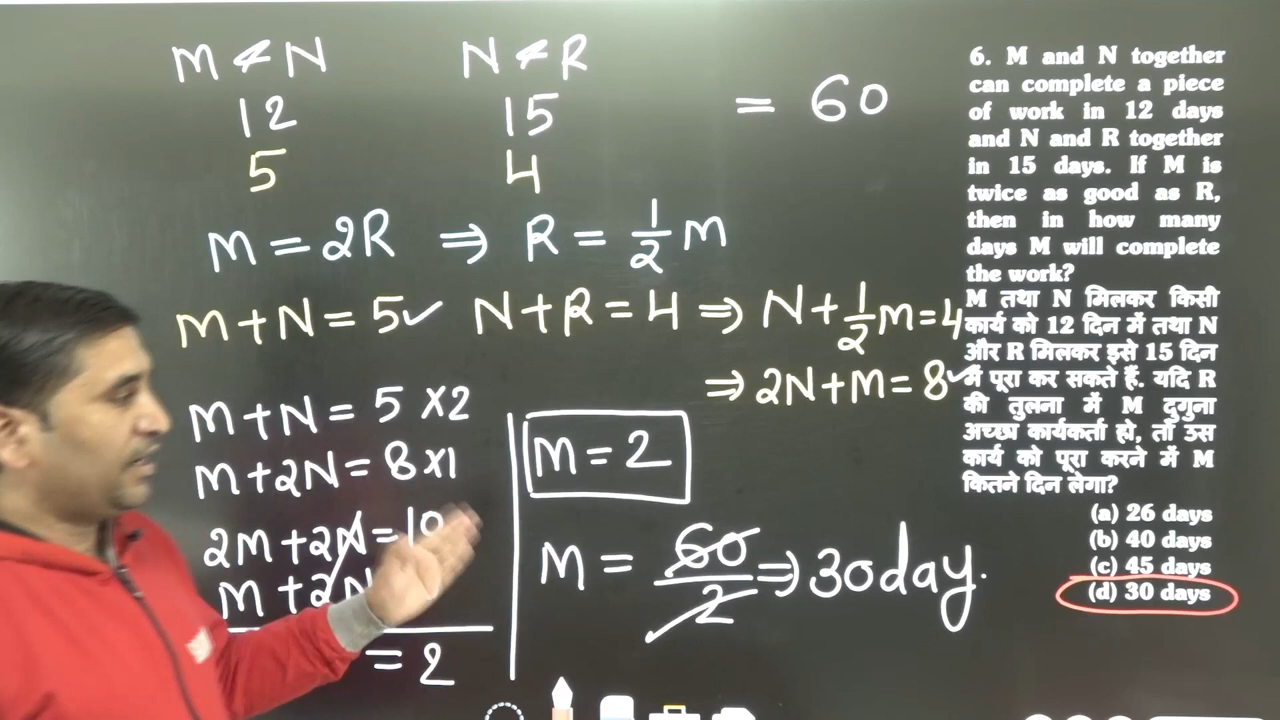 M & N
N & R
12
15
= 60
5
4
M = 2R ⇒ R = 1/2 M
M + N = 5 ✓ N + R = 4 ⇒ N + 1/2 M = 4
⇒ 2N + M = 8 ✓
M + N = 5 ×2
M + 2N = 8 ×1
2M + 2N = 10
M + 2N
= 2
M = 2
M = 60/2 ⇒ 30 day.
6. M and N together
can complete a piece
of work in 12 days
and N and R together
in 15 days. If M is
twice as good as R,
then in how many
days M will complete
the work?
M तथा N मिलकर किसी
कार्य को 12 दिन में तथा N
और R मिलकर इसे 15 दिन
में पूरा कर सकते हैं. यदि R
की तुलना में M दुगुना
अच्छा कार्यकर्ता हो, तो उस
कार्य को पूरा करने में M
कितने दिन लेगा?
(a) 26 days
(b) 40 days
(c) 45 days
(d) 30 days